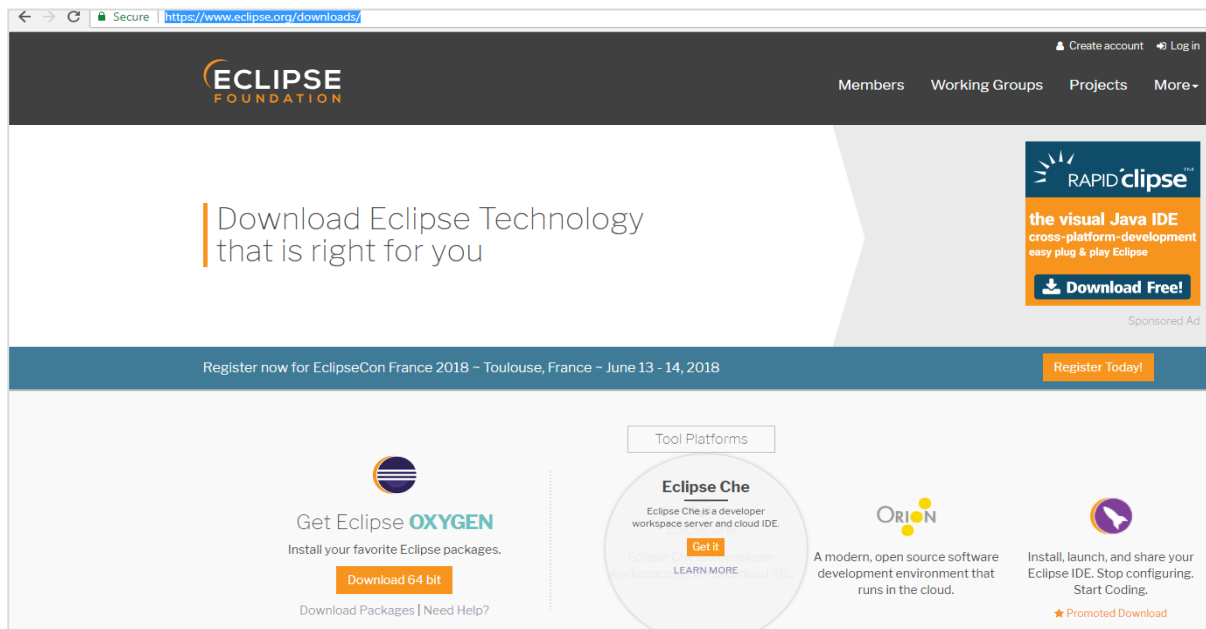 Secure
https://www.eclipse.org/downloads/
Create account
Log in
ECLIPSE
FOUNDATION
Members
Working Groups
Projects
More
RAPID clipse™
the visual Java IDE
cross-platform-development
easy plug & play Eclipse
Download Free!
Sponsored Ad
Download Eclipse Technology
that is right for you
Register now for EclipseCon France 2018 ~ Toulouse, France ~ June 13 - 14, 2018
Register Today!
Get Eclipse OXYGEN
Install your favorite Eclipse packages.
Download 64 bit
Download Packages | Need Help?
Tool Platforms
Eclipse Che
Eclipse Che is a developer
workspace server and cloud IDE.
Get it
LEARN MORE
ORION
A modern, open source software
development environment that
runs in the cloud.
Install, launch, and share your
Eclipse IDE. Stop configuring.
Start Coding.
Promoted Download